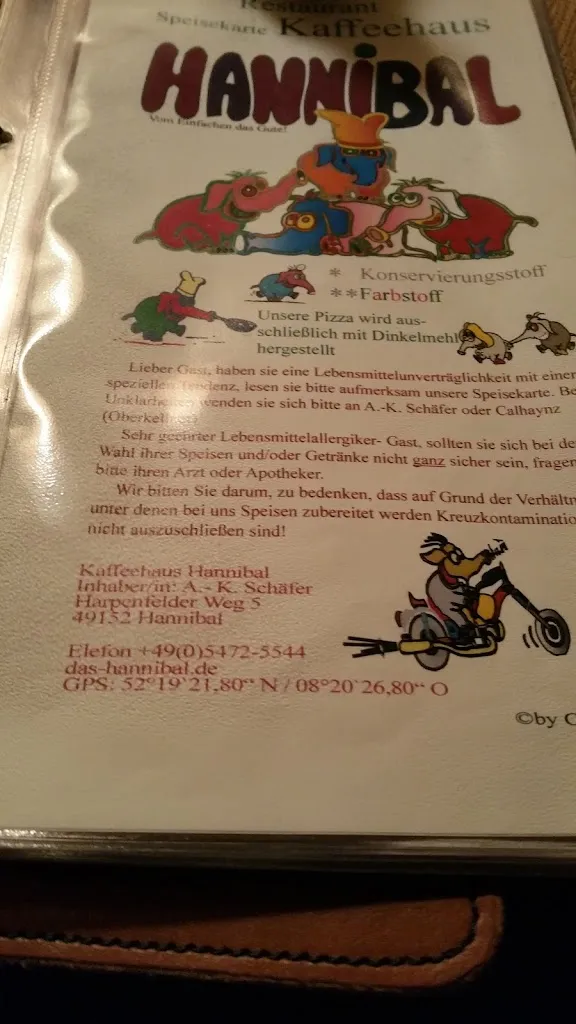 Restaurant
Speisekarte Kaffeehaus
HANNiBAL
Vom Einfachen das Gute!
* Konservierungsstoff
**Farbstoff
Unsere Pizza wird aus-
schließlich mit Dinkelmehl
hergestellt
Lieber Gast, haben sie eine Lebensmittelunverträglichkeit mit einer
speziellen Tendenz, lesen sie bitte aufmerksam unsere Speisekarte. Be
wenden sie sich bitte an A.-K. Schäfer oder Calhaynz
(Oberkellner)
Sehr geehrter Lebensmittelallergiker- Gast, sollten sie sich bei de
Wahl ihrer Speisen und/oder Getränke nicht ganz sicher sein, fragen
bitte ihren Arzt oder Apotheker.
Wir bitten Sie darum, zu bedenken, dass auf Grund der Verhältn
unter denen bei uns Speisen zubereitet werden Kreuzkontaminatio
nicht auszuschließen sind!
Kaffeehaus Hannibal
Inhaber/in: A.- K. Schäfer
Harpenfelder Weg 5
49152 Hannibal
Elefon +49(0)5472-5544
das-hannibal.de
GPS: 52°19`21,80“ N / 08°20`26,80“ O
©by C